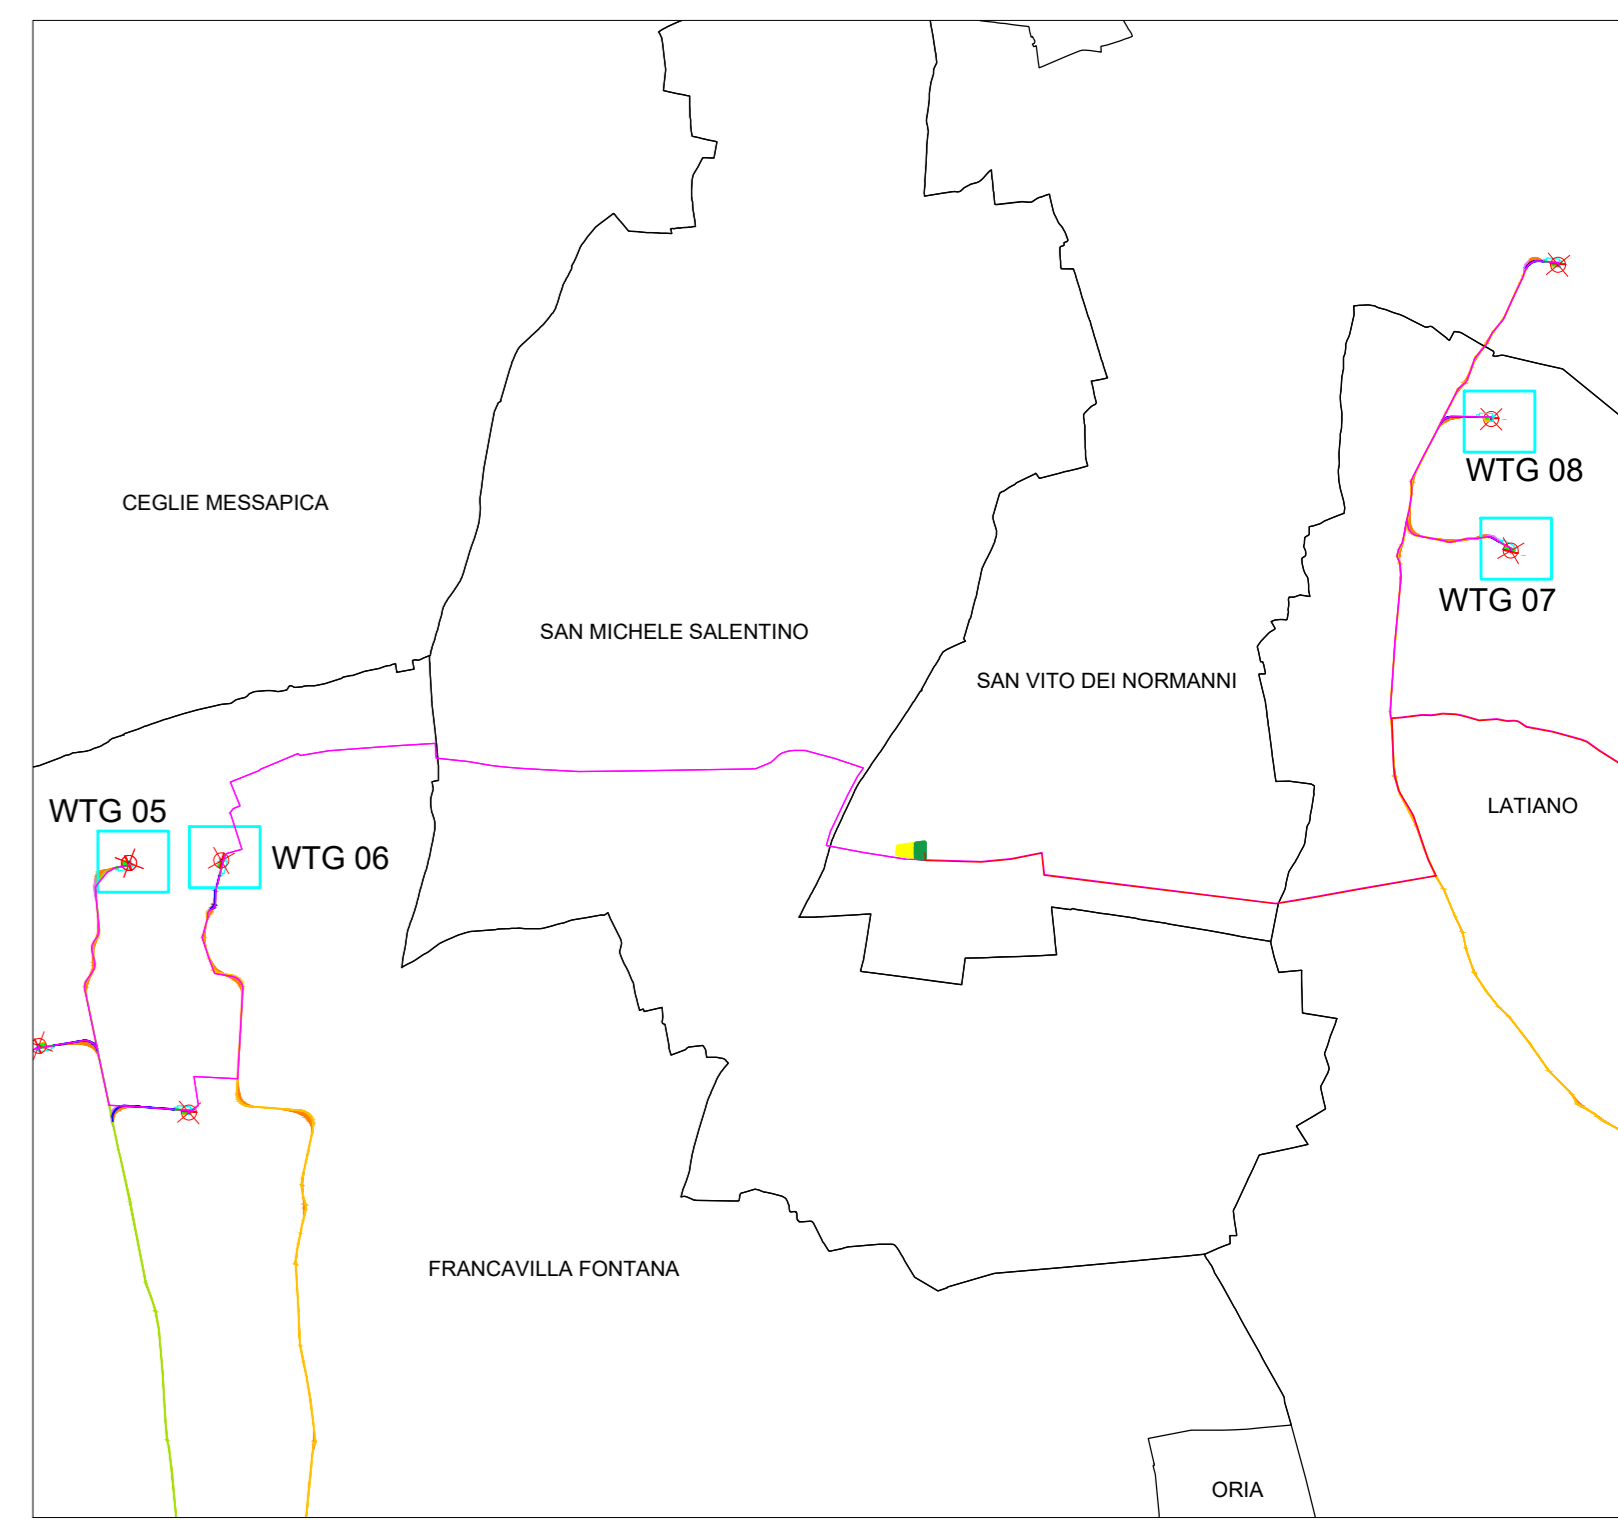 WTG 08
CEGLIE MESSAPICA
WTG 07
SAN MICHELE SALENTINO
SAN VITO DEI NORMANNI
LATIANO
WTG 05
WTG 06
FRANCAVILLA FONTANA
ORIA